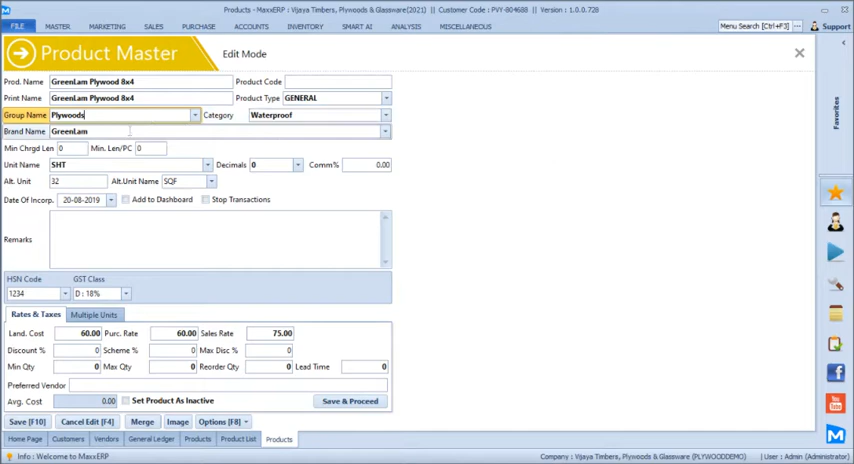 Products - MaxxERP : Vijaya Timbers, Plywoods & Glassware(2021) | Customer Code : PVY-804688 | Version : 1.0.0.728
FILE MASTER MARKETING SALES PURCHASE ACCOUNTS INVENTORY SMART AI ANALYSIS MISCELLANEOUS Menu Search [Ctrl+F3] ... Support
Product Master Edit Mode
Prod. Name GreenLam Plywood 8x4 Product Code
Print Name GreenLam Plywood 8x4 Product Type GENERAL
Group Name Plywoods Category Waterproof
Brand Name GreenLam
Min Chrgd Len 0 Min. Len/PC 0
Unit Name SHT Decimals 0 Comm% 0.00
Alt. Unit 32 Alt.Unit Name SQF
Date Of Incorp. 20-08-2019 Add to Dashboard Stop Transactions
Remarks
HSN Code GST Class
1234 D : 18%
Rates & Taxes Multiple Units
Land. Cost 60.00 Purc. Rate 60.00 Sales Rate 75.00
Discount % 0 Scheme % 0 Max Disc % 0
Min Qty 0 Max Qty 0 Reorder Qty 0 Lead Time 0
Preferred Vendor
Avg. Cost 0.00 Set Product As Inactive Save & Proceed
Save [F10] Cancel Edit [F4] Merge Image Options [F8]
Home Page Customers Vendors General Ledger Products Product List Products
Info : Welcome to MaxxERP Company : Vijaya Timbers, Plywoods & Glassware (PLYWOODDEMO) User : Admin (Administrator)
Favorites
You
Tube